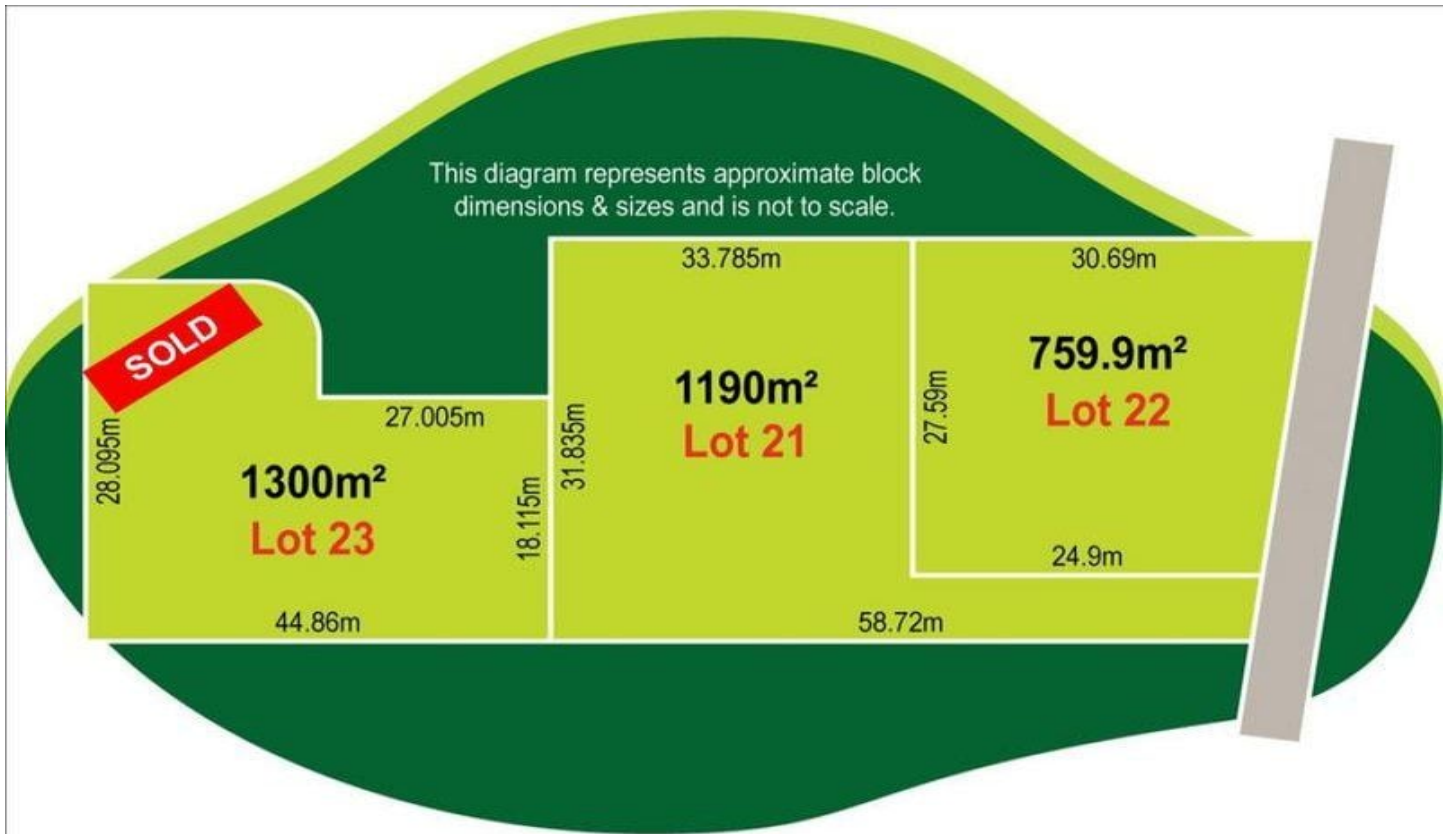 This diagram represents approximate block
dimensions & sizes and is not to scale.
33.785m
30.69m
SOLD
759.9m²
Lot 22
1190m²
Lot 21
27.59m
27.005m
28.095m
31.835m
1300m²
Lot 23
18.115m
24.9m
44.86m
58.72m